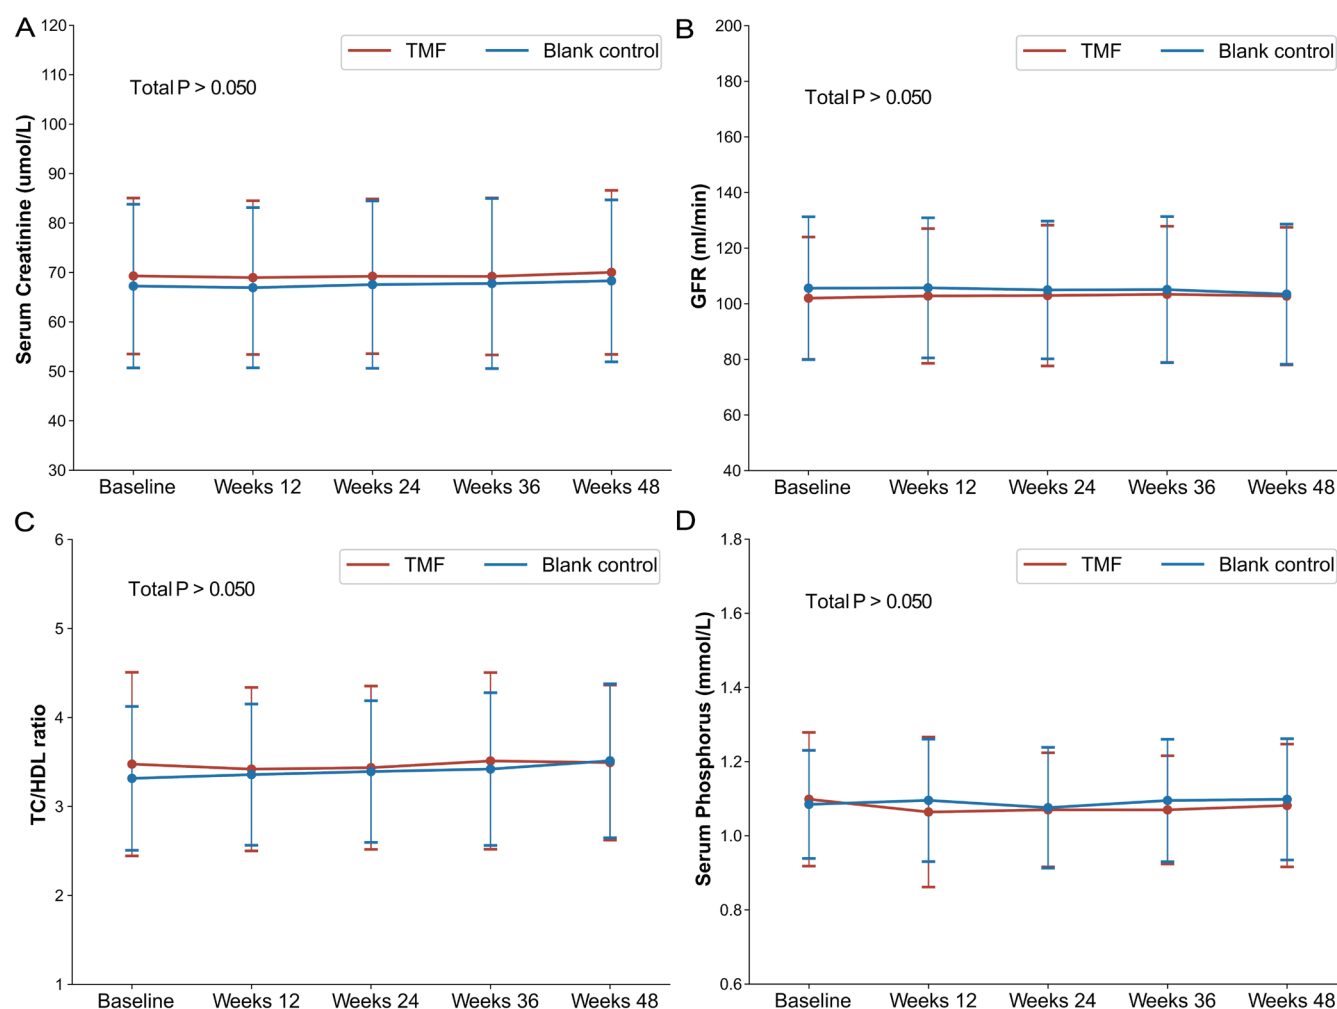 A
TMF Blank control
Total P > 0.050
Serum Creatinine (umol/L)
120
110
100
90
80
70
60
50
40
30
Baseline Weeks 12 Weeks 24 Weeks 36 Weeks 48
B
TMF Blank control
Total P > 0.050
GFR (ml/min)
200
180
160
140
120
100
80
60
40
Baseline Weeks 12 Weeks 24 Weeks 36 Weeks 48
C
TMF Blank control
Total P > 0.050
TC/HDL ratio
6
5
4
3
2
1
Baseline Weeks 12 Weeks 24 Weeks 36 Weeks 48
D
TMF Blank control
Total P > 0.050
Serum Phosphorus (mmol/L)
1.8
1.6
1.4
1.2
1.0
0.8
0.6
Baseline Weeks 12 Weeks 24 Weeks 36 Weeks 48